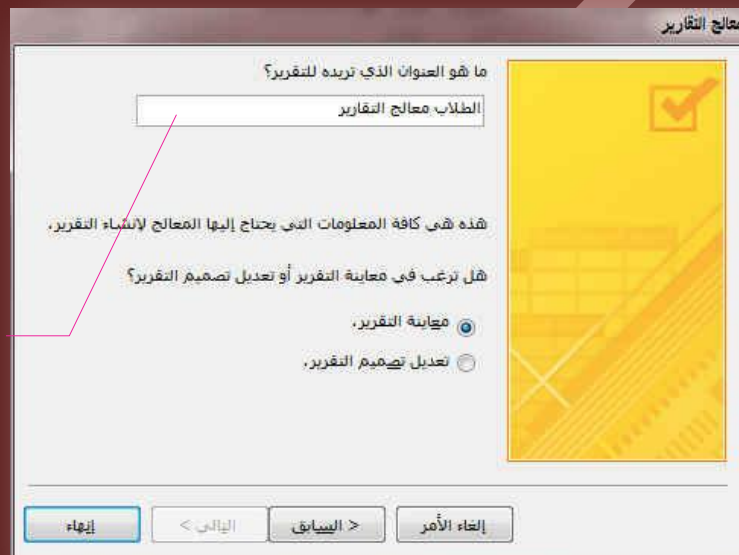 معالج التقارير
ما هو العنوان الذي تريده للتقرير؟
الطلاب معالج التقارير
هذه هي كافة المعلومات التي يحتاج إليها المعالج لإنشاء التقرير.
هل ترغب في معاينة التقرير أو تعديل تصميم التقرير؟
معاينة التقرير.
تعديل تصميم التقرير.
إلغاء الأمر
< السابق
التالي >
إنهاء